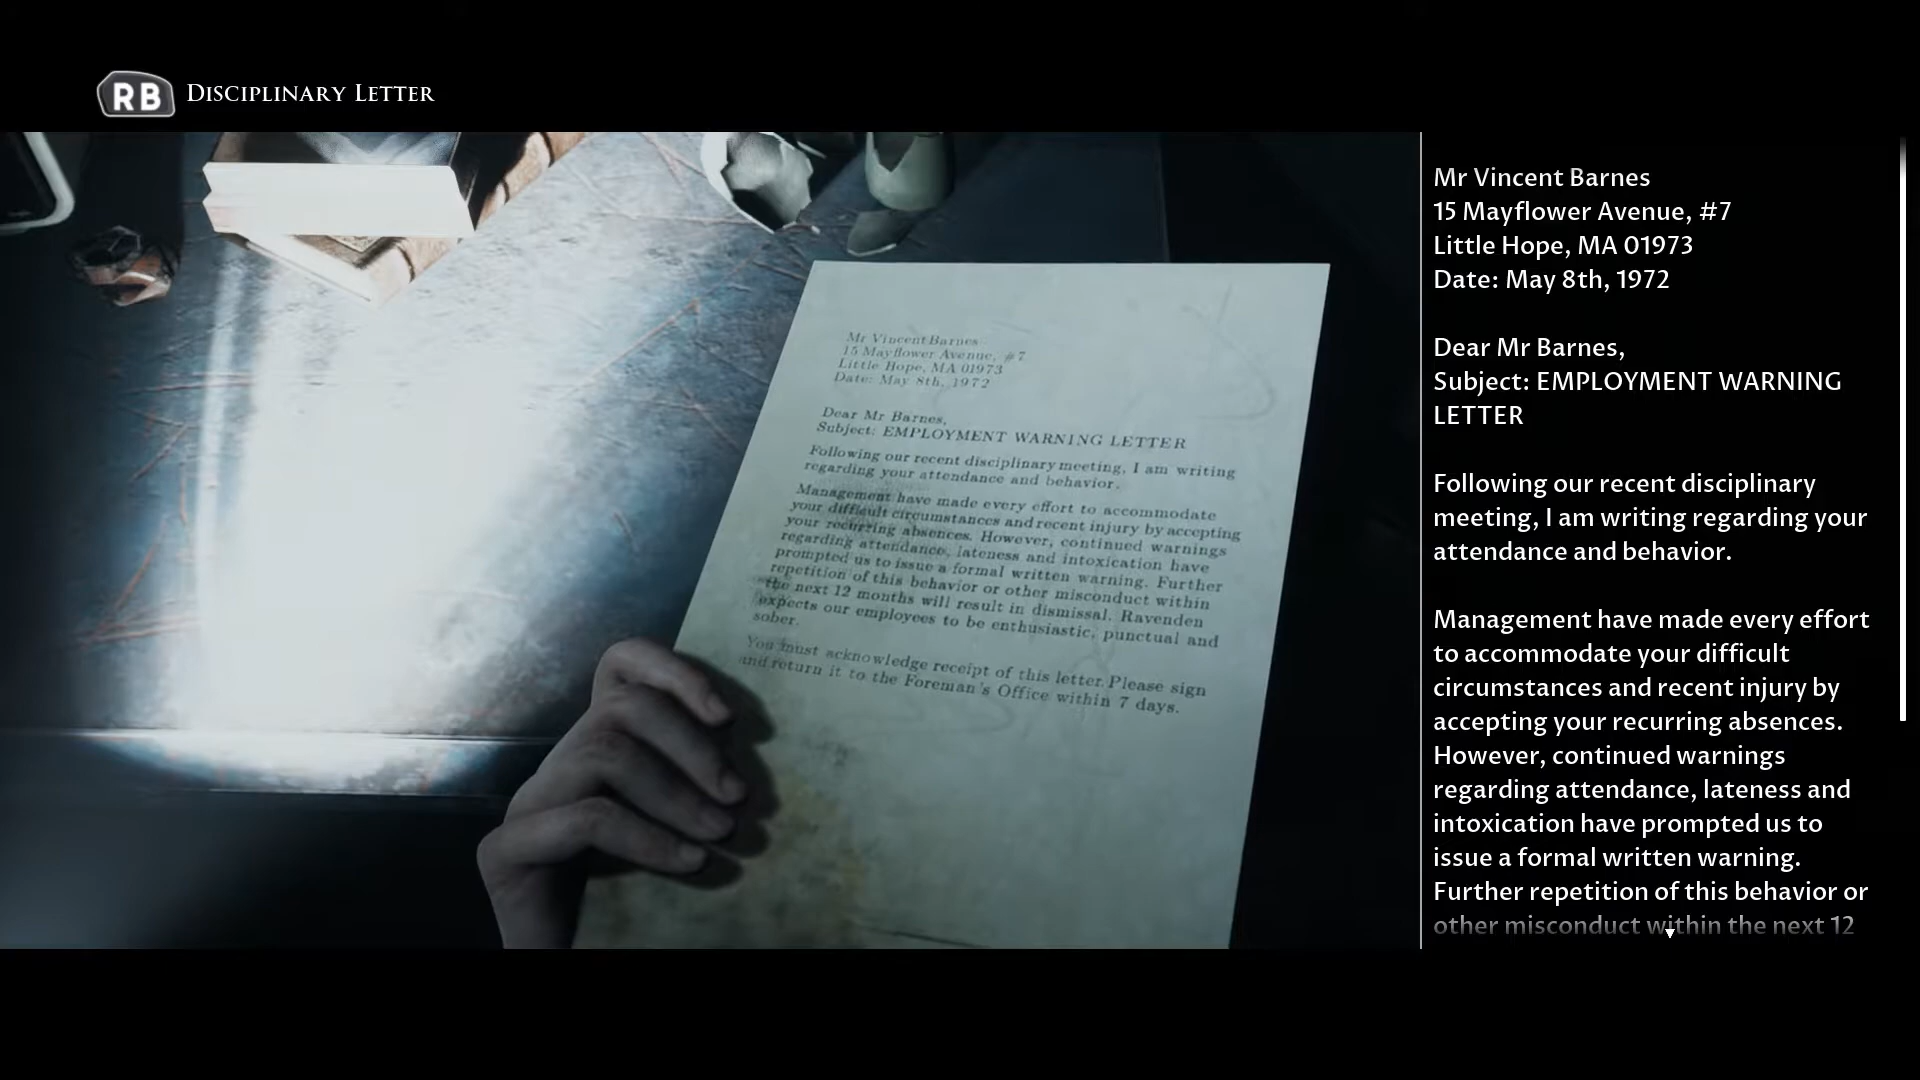 RB DISCIPLINARY LETTER
Mr Vincent Barnes
15 Mayflower Avenue, #7
Little Hope, MA 01973
Date: May 8th, 1972
Dear Mr Barnes,
Subject: EMPLOYMENT WARNING LETTER
Following our recent disciplinary meeting, I am writing
regarding your attendance and behavior.
Management have made every effort to accommodate
your difficult circumstances and recent injury by accepting
your recurring absences. However, continued warnings
regarding attendance, lateness and intoxication have
prompted us to issue a formal written warning. Further
repetition of this behavior or other misconduct within
the next 12 months will result in dismissal. Ravenden
expects our employees to be enthusiastic, punctual and
sober.
You must acknowledge receipt of this letter. Please sign
and return it to the Foreman's Office within 7 days.
Mr Vincent Barnes
15 Mayflower Avenue, #7
Little Hope, MA 01973
Date: May 8th, 1972
Dear Mr Barnes,
Subject: EMPLOYMENT WARNING
LETTER
Following our recent disciplinary
meeting, I am writing regarding your
attendance and behavior.
Management have made every effort
to accommodate your difficult
circumstances and recent injury by
accepting your recurring absences.
However, continued warnings
regarding attendance, lateness and
intoxication have prompted us to
issue a formal written warning.
Further repetition of this behavior or
other misconduct within the next 12